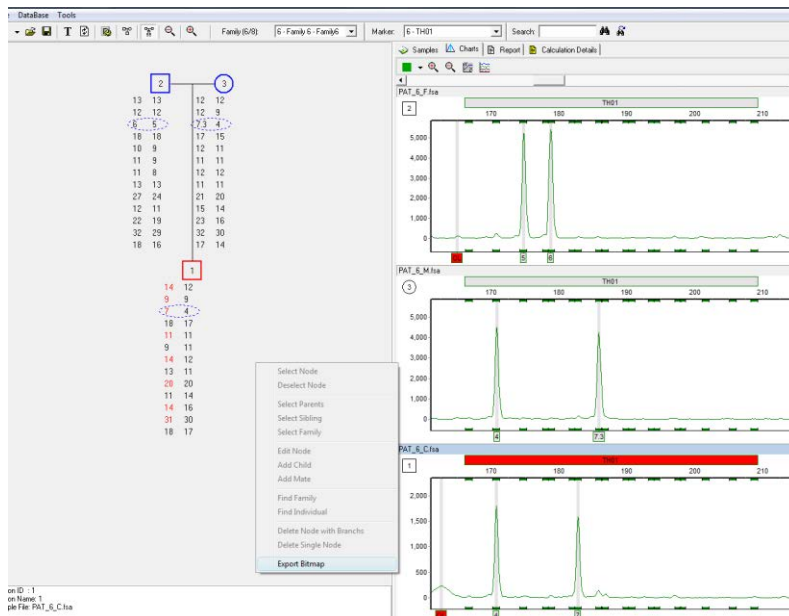 DataBase Tools
T Family (6/8): 6 - Family 6 - Family6 Marker: 6 - TH01 Search:
Samples Charts Report Calculation Details
2 3
13 13 12 12
12 12 12 9
6 5 7.3 4
18 18 17 15
10 9 12 11
11 9 11 11
11 8 12 12
13 13 11 11
27 24 21 20
12 11 15 14
22 19 23 16
32 29 32 30
18 16 17 14
1
14 12
9 9
7 4
18 17
11 11
9 11
14 12
13 11
20 20
11 14
14 16
31 30
18 17
Select Node
Deselect Node
Select Parents
Select Sibling
Select Family
Edit Node
Add Child
Add Mate
Find Family
Find Individual
Delete Node with Branchs
Delete Single Node
Export Bitmap
on ID : 1
on Name: 1
ple File: PAT_6_C.fsa
PAT_6_F.fsa
2
TH01
170 180 190 200 210
5,000
4,000
3,000
2,000
1,000
0
OL 5 6
PAT_6_M.fsa
3
TH01
170 180 190 200 210
5,000
4,000
3,000
2,000
1,000
0
4 7.3
PAT_6_C.fsa
1
TH01
170 180 190 200 210
2,000
1,500
1,000
500
0
4 7